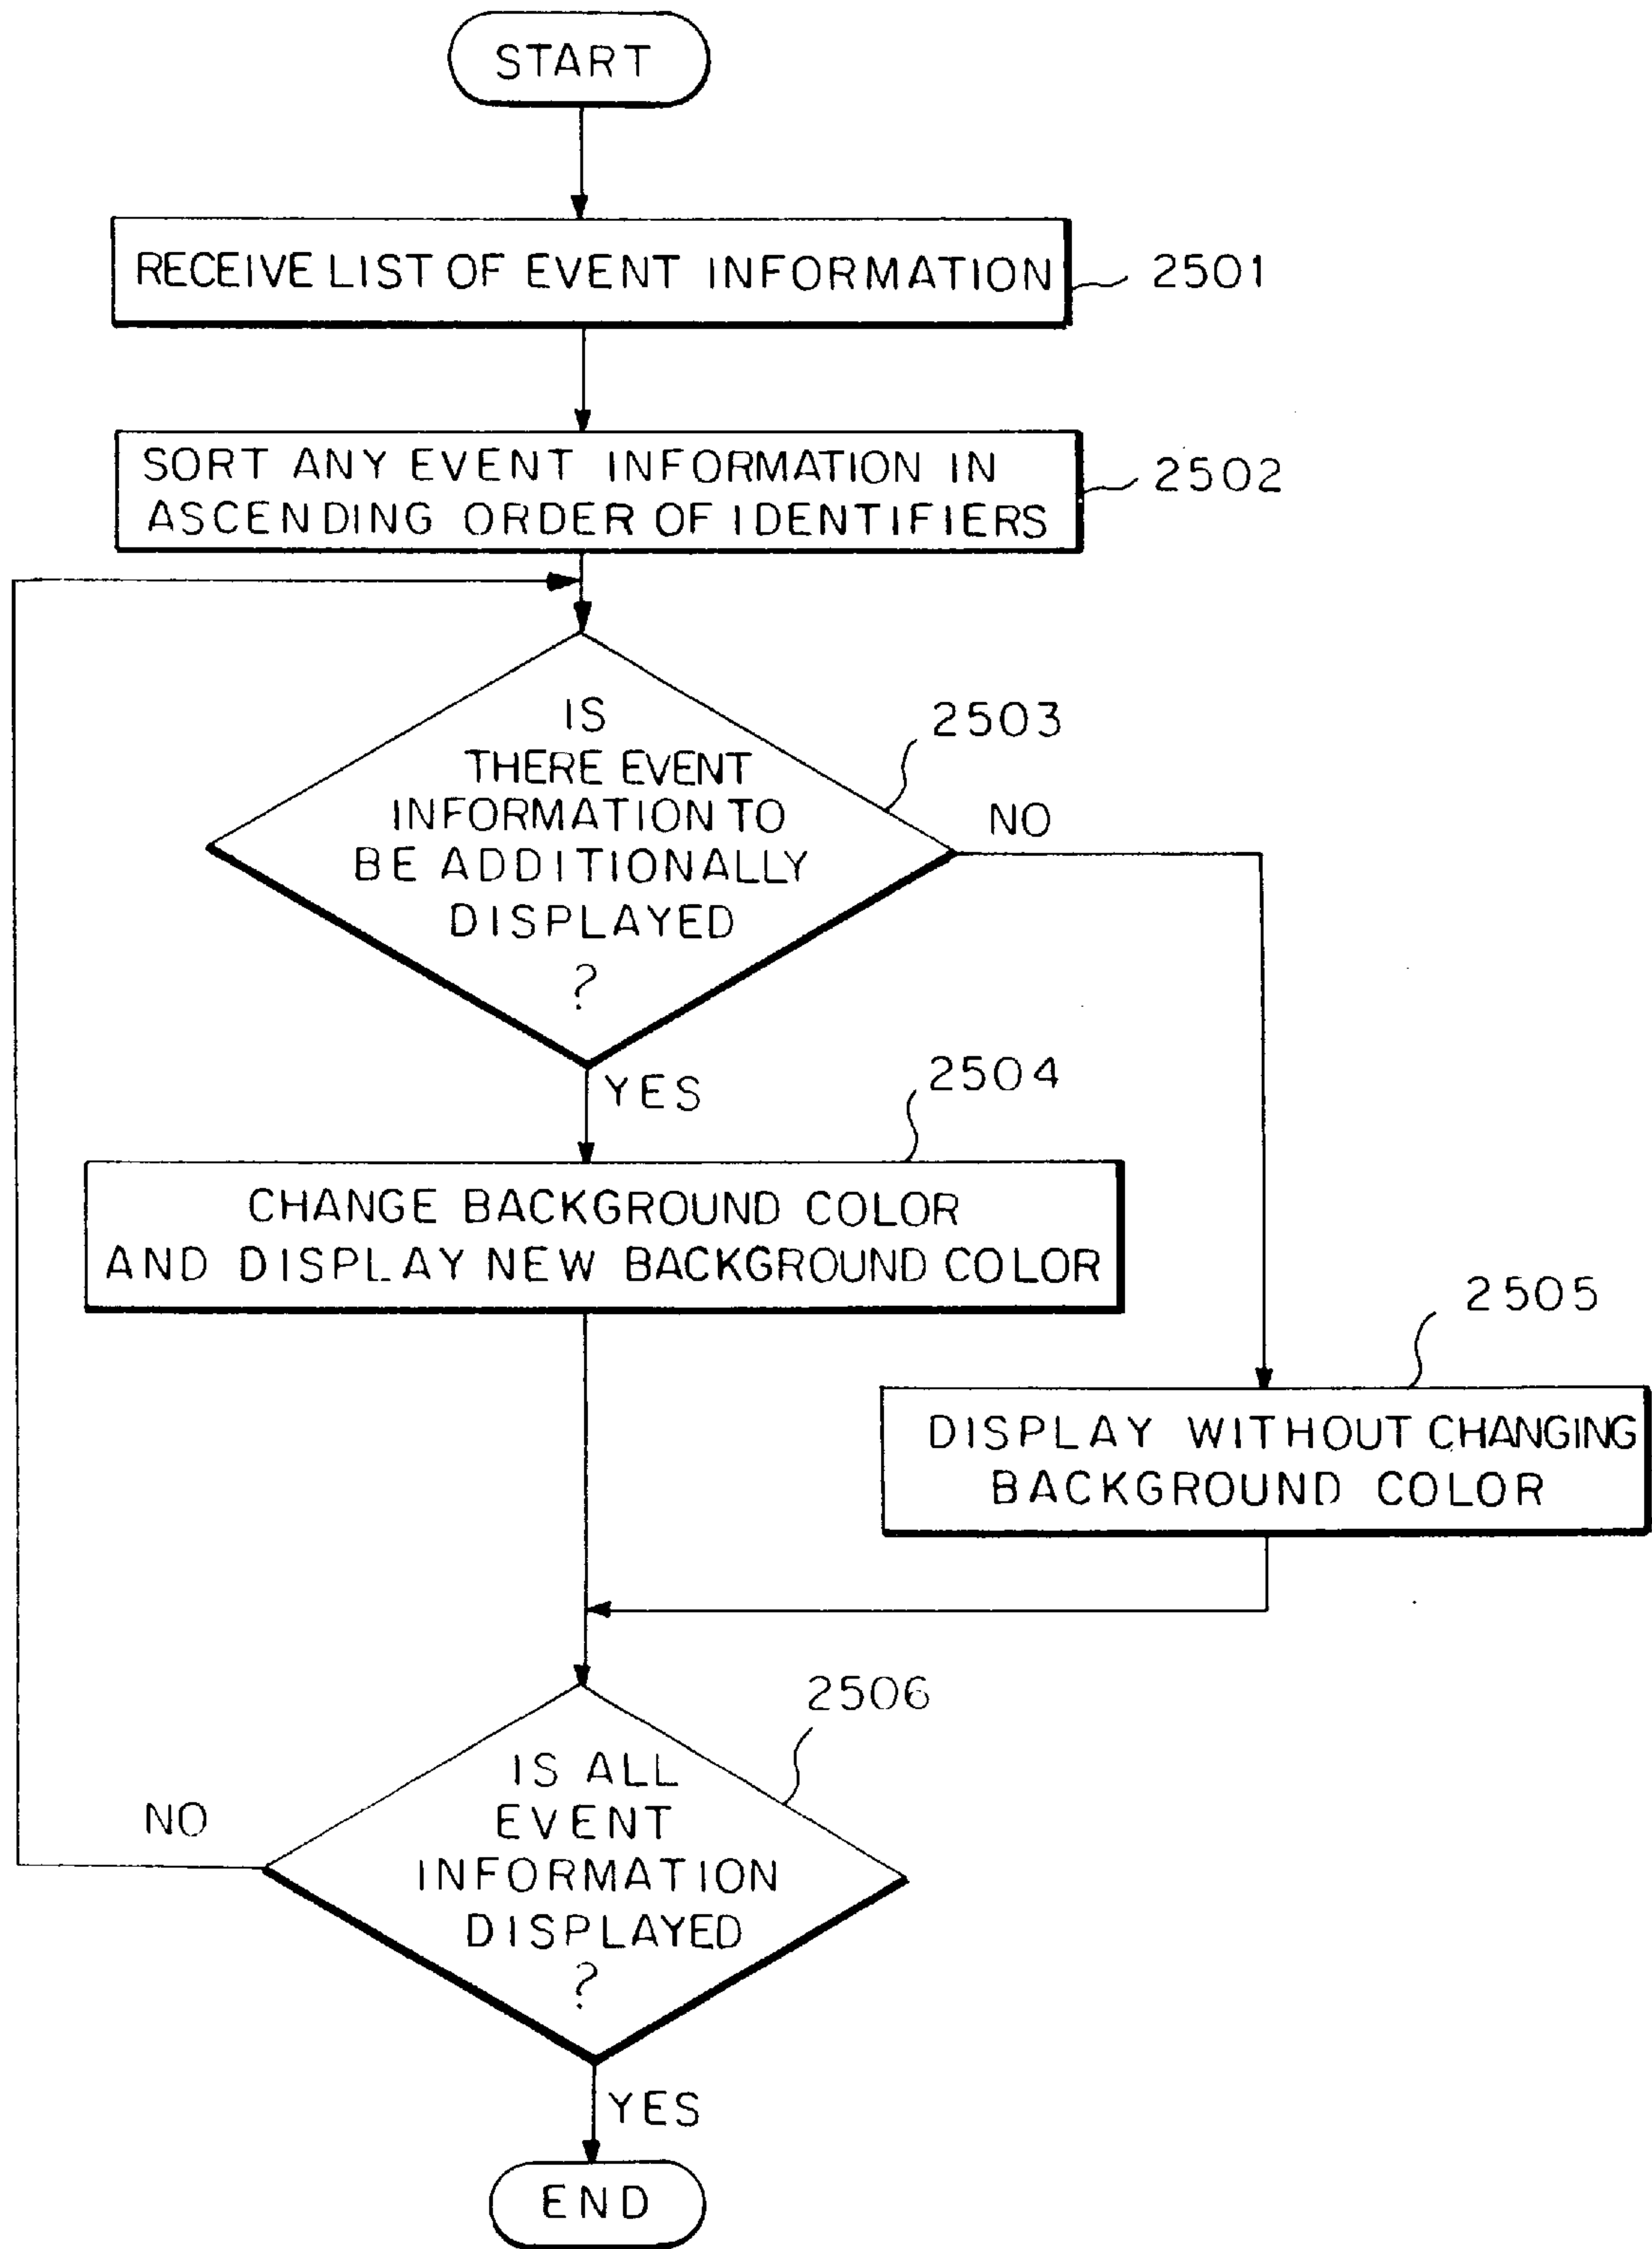 START
RECEIVE LIST OF EVENT INFORMATION
2501
SORT ANY EVENT INFORMATION IN
ASCENDING ORDER OF IDENTIFIERS
2502
IS
THERE EVENT
INFORMATION TO
BE ADDITIONALLY
DISPLAYED
?
2503
NO
YES
2504
CHANGE BACKGROUND COLOR
AND DISPLAY NEW BACKGROUND COLOR
2505
DISPLAY WITHOUT CHANGING
BACKGROUND COLOR
2506
IS ALL
EVENT
INFORMATION
DISPLAYED
?
NO
YES
END